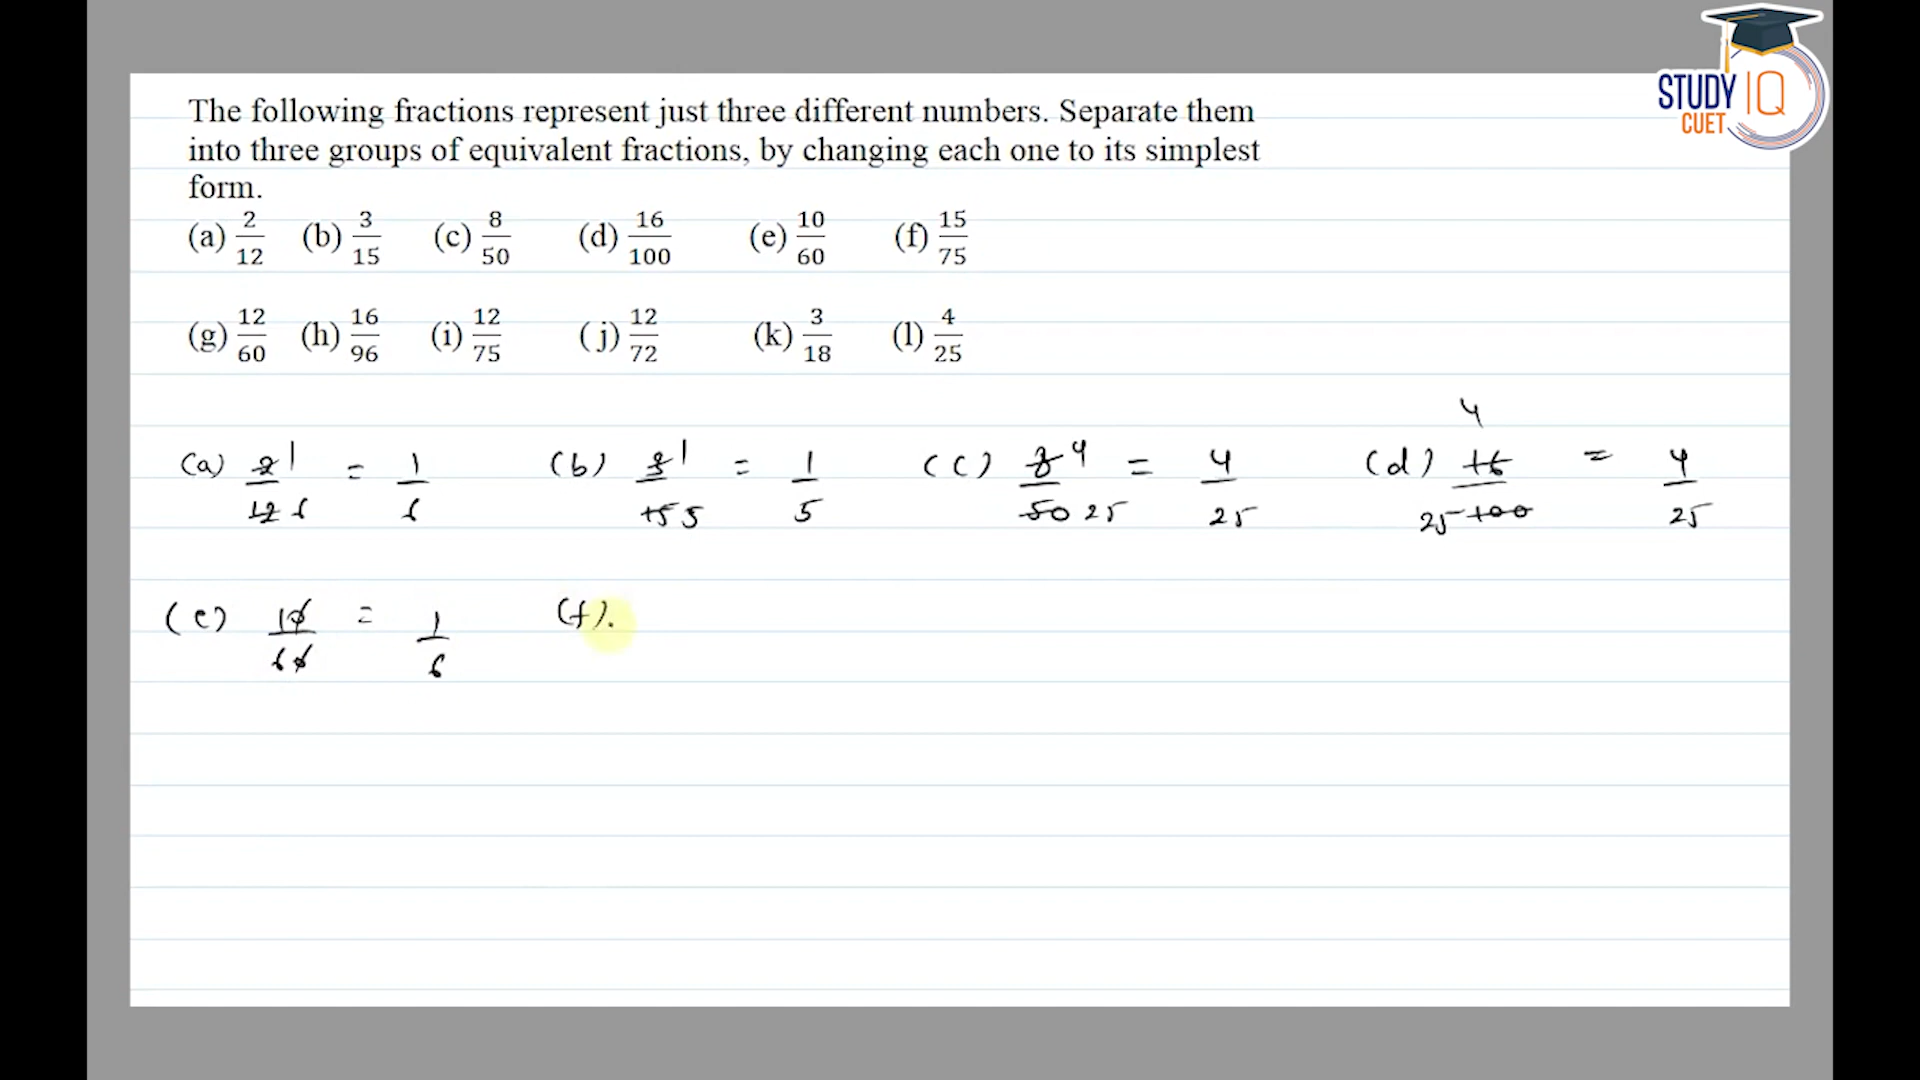 STUDY IQ
CUET
The following fractions represent just three different numbers. Separate them
into three groups of equivalent fractions, by changing each one to its simplest
form.
(a) 2/12 (b) 3/15 (c) 8/50 (d) 16/100 (e) 10/60 (f) 15/75
(g) 12/60 (h) 16/96 (i) 12/75 (j) 12/72 (k) 3/18 (l) 4/25
(a) 2 1/12 6 = 1/6 (b) 3 1/15 5 = 1/5 (c) 8 4/50 25 = 4/25 (d) 4 16/25 100 = 4/25
(e) 10/60 = 1/6 (f).